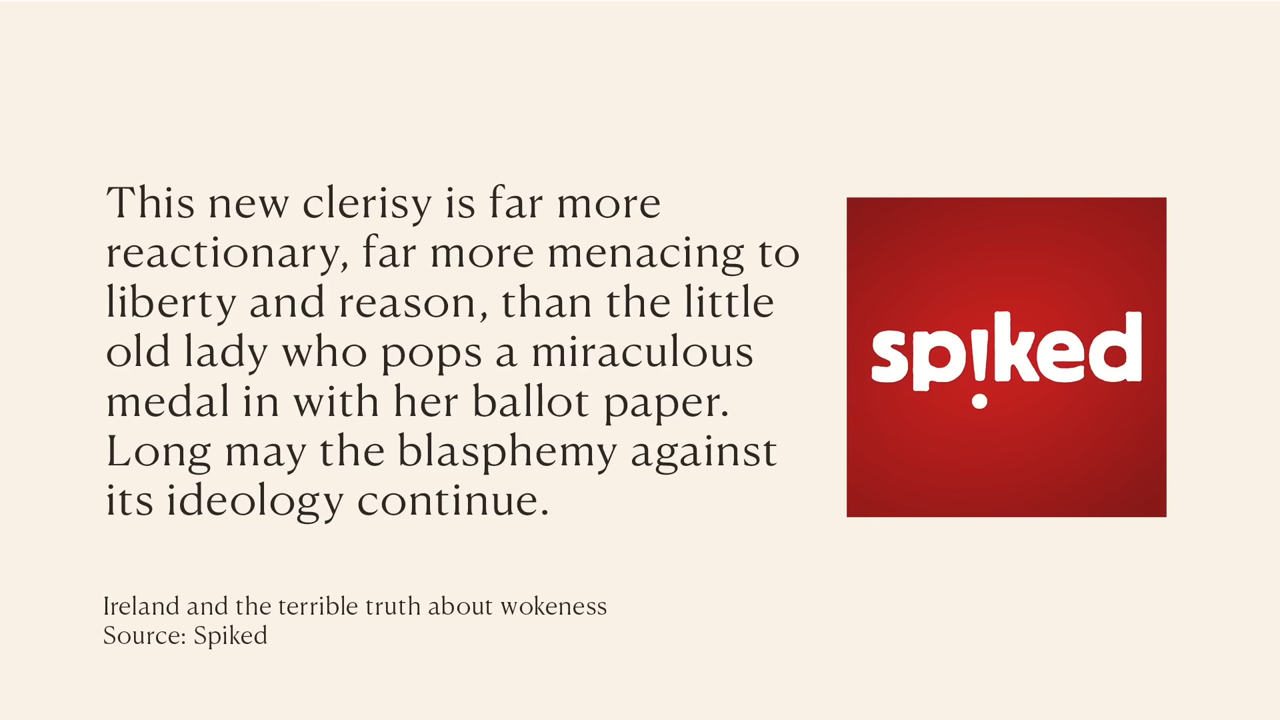 This new clerisy is far more
reactionary, far more menacing to
liberty and reason, than the little
old lady who pops a miraculous
medal in with her ballot paper.
Long may the blasphemy against
its ideology continue.
spiked
Ireland and the terrible truth about wokeness
Source: Spiked